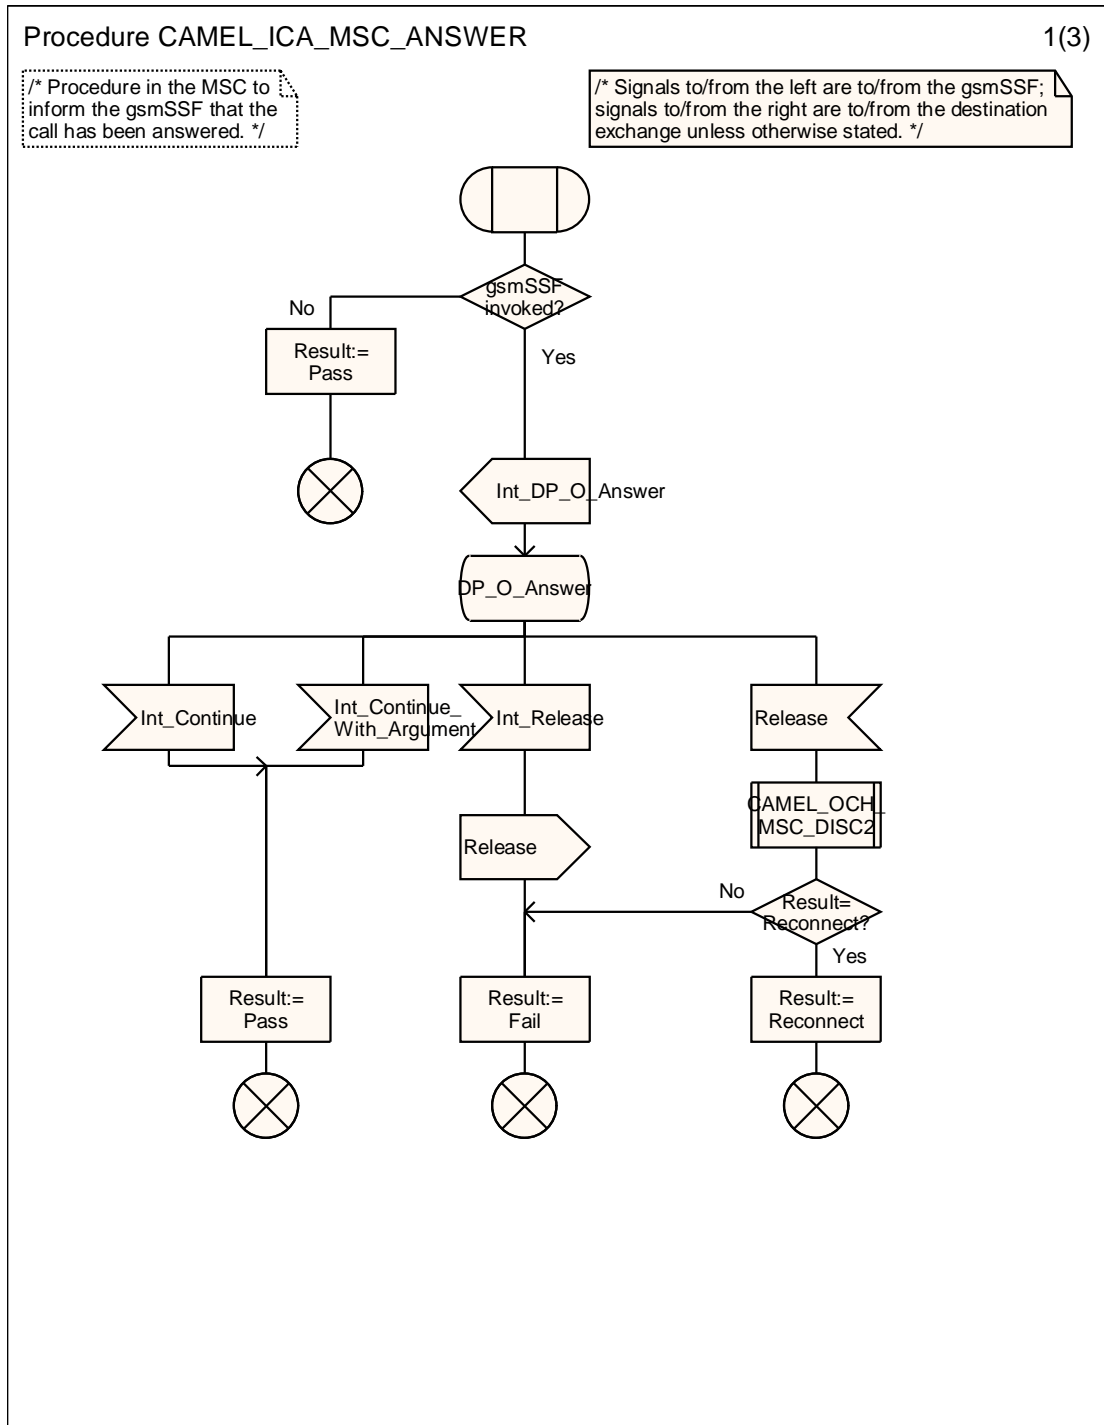 Procedure CAMEL_ICA_MSC_ANSWER
1(3)
/* Procedure in the MSC to
inform the gsmSSF that the
call has been answered. */
/* Signals to/from the left are to/from the gsmSSF;
signals to/from the right are to/from the destination
exchange unless otherwise stated. */
gsmSSF
invoked?
No
Yes
Result:=
Pass
Int_DP_O_Answer
DP_O_Answer
Int_Continue
Int_Continue_
With_Argument
Int_Release
Release
CAMEL_OCH_
MSC_DISC2
Release
No
Result=
Reconnect?
Yes
Result:=
Pass
Result:=
Fail
Result:=
Reconnect